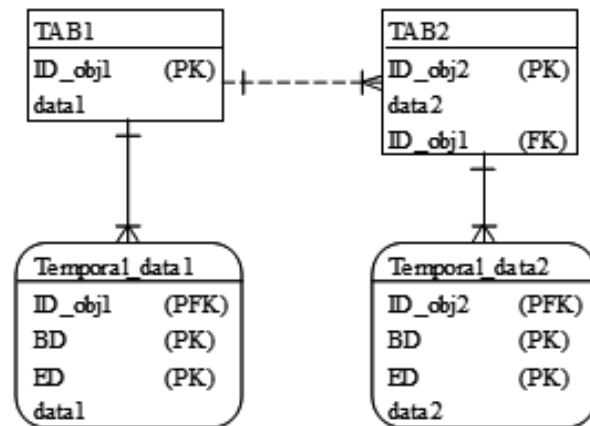 TAB1
ID_obj1 (PK)
data1
TAB2
ID_obj2 (PK)
data2
ID_obj1 (FK)
Temporal_data1
ID_obj1 (PFK)
BD (PK)
ED (PK)
data1
Temporal_data2
ID_obj2 (PFK)
BD (PK)
ED (PK)
data2